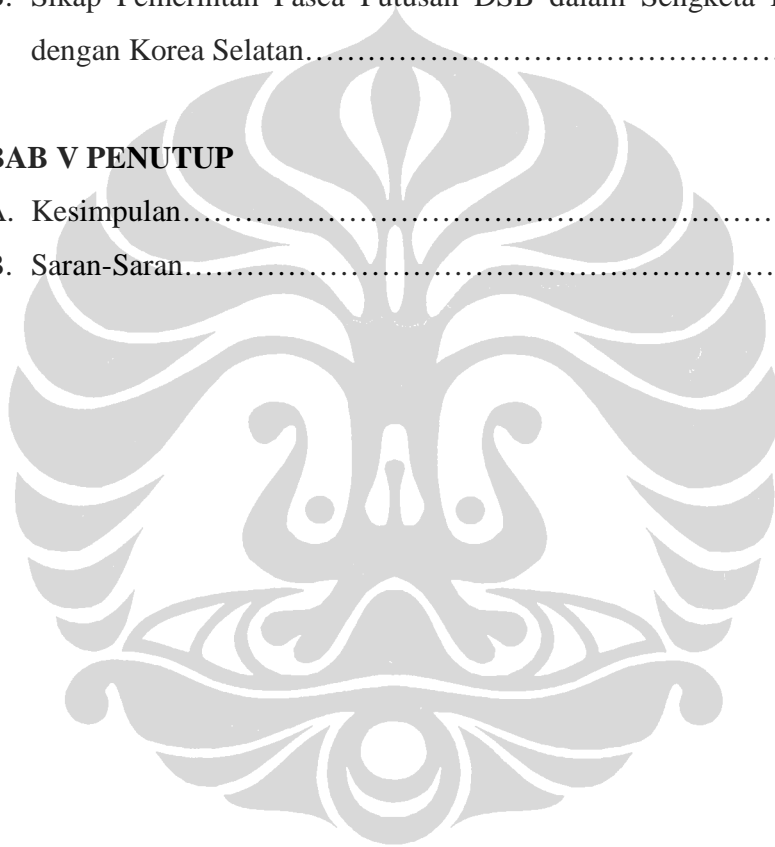 Sikap Pemerintah Pasca Putusan DSB dalam Sengketa
dengan Korea Selatan……………………………………………
BAB V PENUTUP
A. Kesimpulan……………………………………………………………
B. Saran-Saran……………………………………………………………